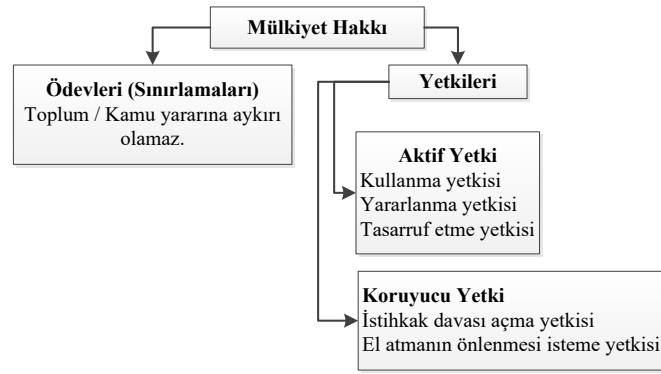 Mülkiyet Hakkı
Ödevleri (Sınırlamaları)
Toplum / Kamu yararına aykırı
olamaz.
Yetkileri
Aktif Yetki
Kullanma yetkisi
Yararlanma yetkisi
Tasarruf etme yetkisi
Koruyucu Yetki
İstihkak davası açma yetkisi
El atmanın önlenmesi isteme yetkisi